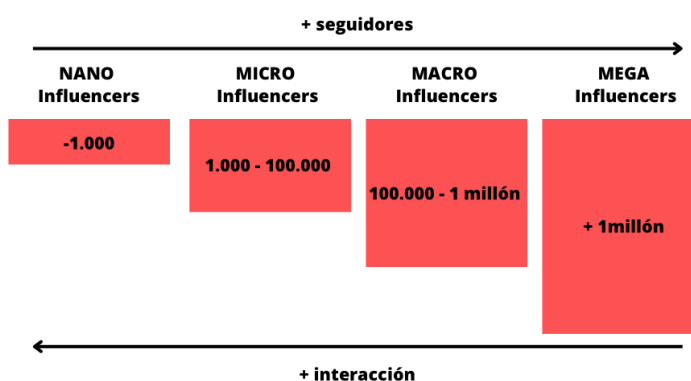 + seguidores
NANO
Influencers
MICRO
Influencers
MACRO
Influencers
MEGA
Influencers
-1.000
1.000 - 100.000
100.000 - 1 millón
+ 1millón
+ interacción